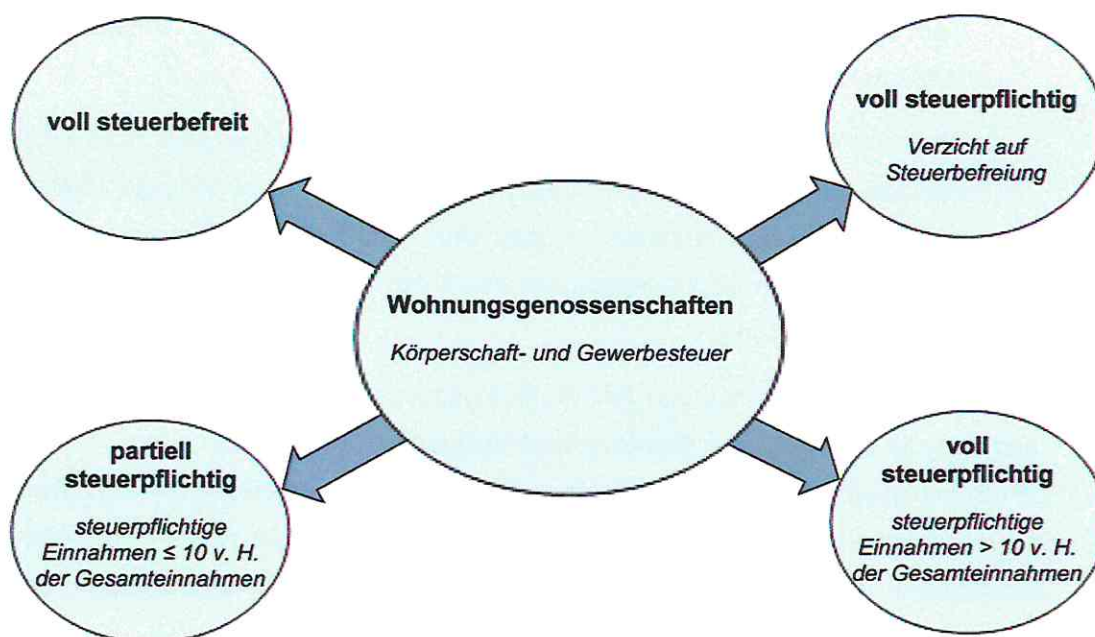 voll steuerbefreit
voll steuerpflichtig
Verzicht auf
Steuerbefreiung
Wohnungsgenossenschaften
Körperschaft- und Gewerbesteuer
partiell
steuerpflichtig
steuerpflichtige
Einnahmen ≤ 10 v. H.
der Gesamteinnahmen
voll
steuerpflichtig
steuerpflichtige
Einnahmen > 10 v. H.
der Gesamteinnahmen